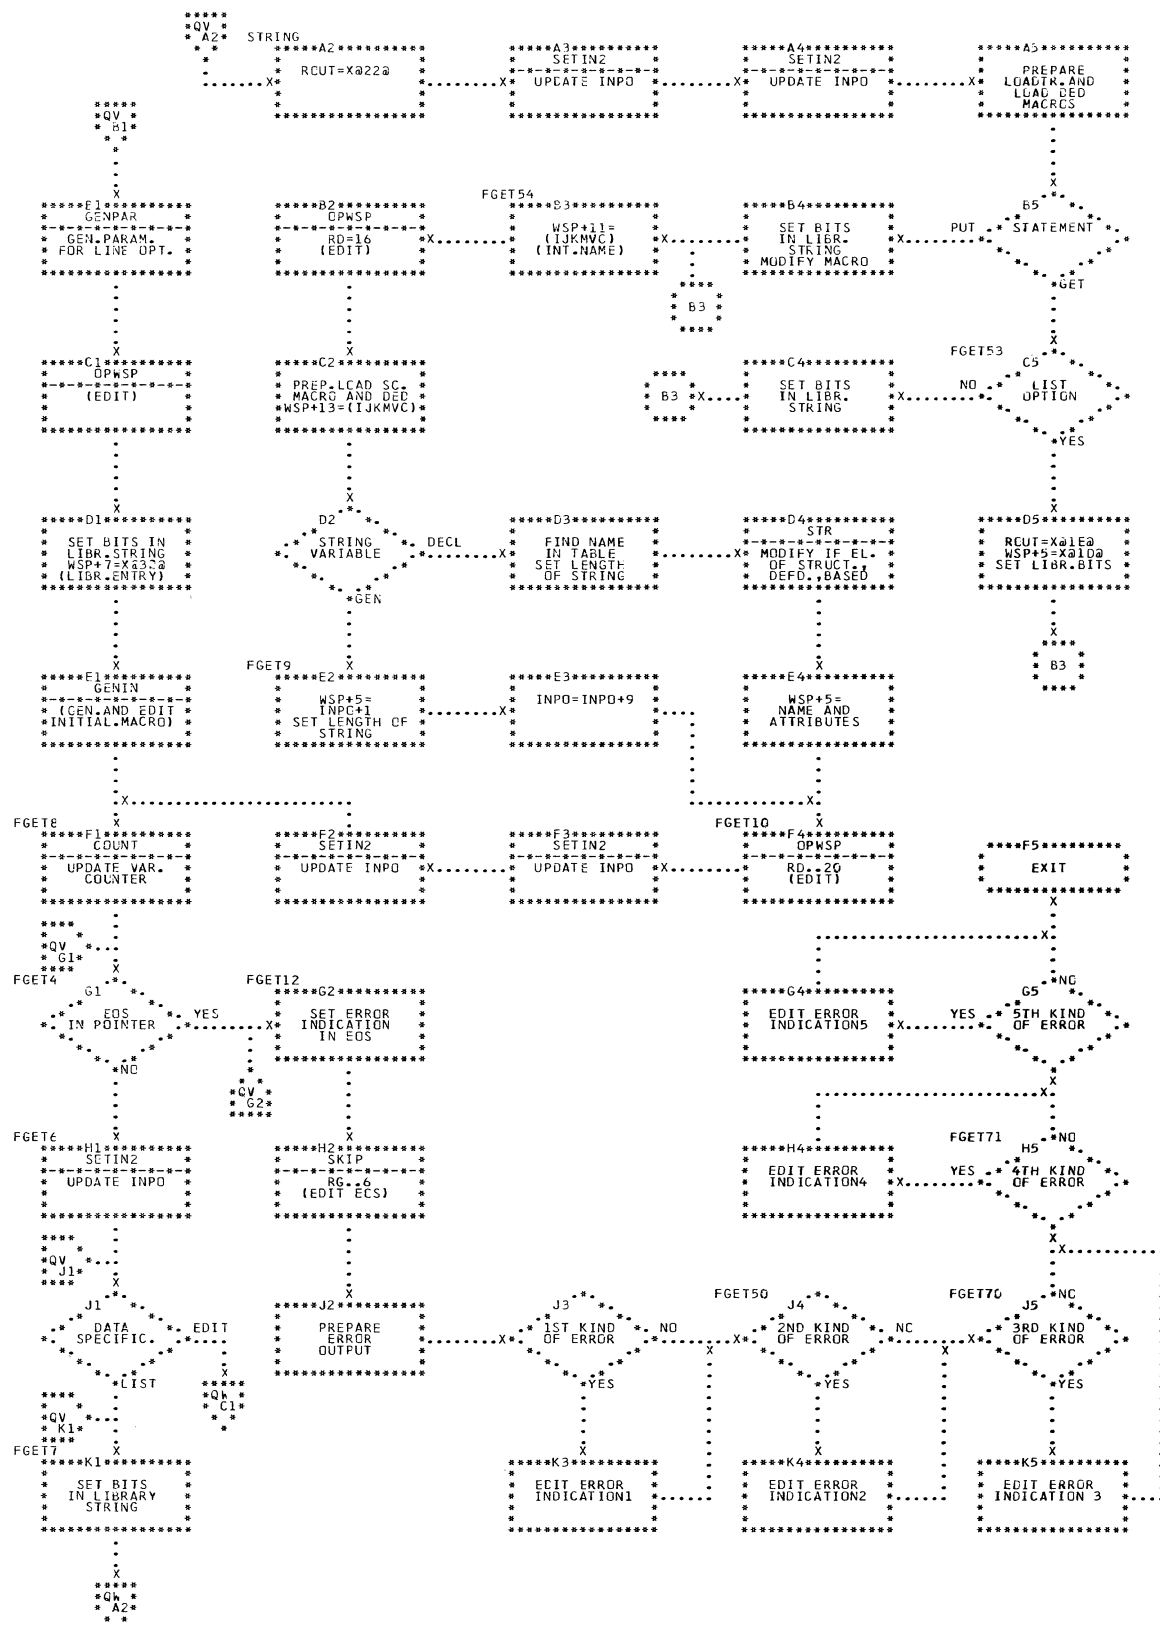 QV
A2
STRING
A2
RCUT=X@22@
A3
SETIN2
UPDATE INPO
A4
SETIN2
UPDATE INPO
A5
PREPARE
LOADTR.AND
LOAD DED
MACROS
QV
B1
GENPAR
GEN.PARAM.
FOR LINE OPT.
B2
OPWSP
RD=16
(EDIT)
FGET54
B3
WSP+11=
(IJKMVC)
(INT.NAME)
B4
SET BITS
IN LIBR.
STRING
MODIFY MACRO
B5
PUT
STATEMENT
GET
B3
C1
OPWSP
(EDIT)
C2
PREP.LCAD SC.
MACRO AND DED
WSP+13=(IJKMVC)
B3
C4
SET BITS
IN LIBR.
STRING
FGET53
C5
NO
LIST
OPTION
YES
D1
SET BITS IN
LIBR.STRING
WSP+7=X@32@
(LIBR.ENTRY)
D2
STRING
VARIABLE
DECL
GEN
D3
FIND NAME
IN TABLE
SET LENGTH
OF STRING
D4
STR
MODIFY IF EL.
OF STRUCT.,
DEFD.,BASED
D5
RCUT=X@1E@
WSP+5=X@1D@
SET LIBR.BITS
B3
E1
GENIN
(GEN.AND EDIT
INITIAL.MACRO)
FGET9
E2
WSP+5=
INPO+1
SET LENGTH OF
STRING
E3
INPO=INPO+9
E4
WSP+5=
NAME AND
ATTRIBUTES
FGET8
F1
COUNT
UPDATE VAR.
COUNTER
F2
SETIN2
UPDATE INPO
F3
SETIN2
UPDATE INPO
FGET10
F4
OPWSP
RD..20
(EDIT)
F5
EXIT
QV
G1
FGET4
G1
EOS
IN POINTER
YES
NO
FGET12
G2
SET ERROR
INDICATION
IN EOS
QV
G2
G4
EDIT ERROR
INDICATION5
NO
G5
YES
5TH KIND
OF ERROR
FGET6
H1
SETIN2
UPDATE INPO
H2
SKIP
RG..6
(EDIT ECS)
H4
EDIT ERROR
INDICATION4
FGET71
NO
H5
YES
4TH KIND
OF ERROR
QV
J1
J1
DATA
SPECIFIC.
EDIT
LIST
QW
C1
J2
PREPARE
ERROR
OUTPUT
J3
1ST KIND
OF ERROR
NO
YES
FGET50
J4
2ND KIND
OF ERROR
NC
YES
FGET70
NC
J5
3RD KIND
OF ERROR
YES
QV
K1
FGET7
K1
SET BITS
IN LIBRARY
STRING
K3
EDIT ERROR
INDICATION1
K4
EDIT ERROR
INDICATION2
K5
EDIT ERROR
INDICATION 3
QW
A2